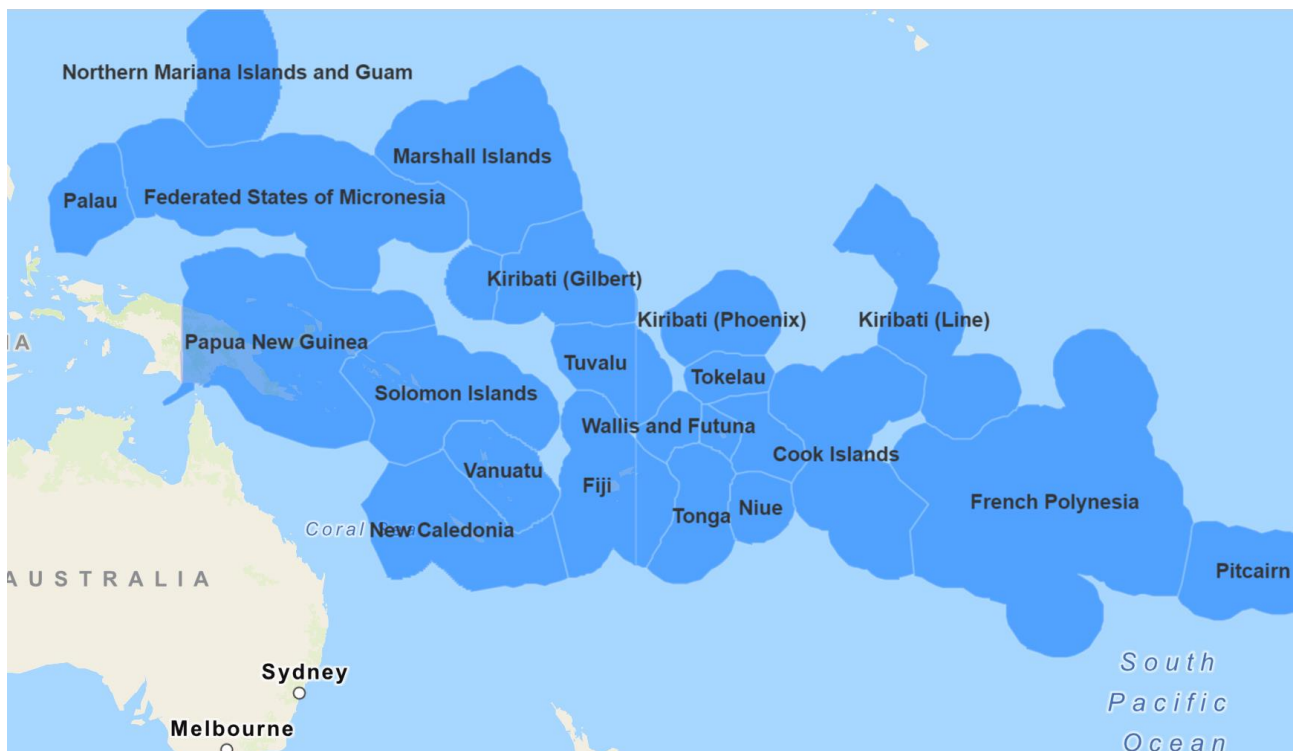 Northern Mariana Islands and Guam
Marshall Islands
Palau
Federated States of Micronesia
Kiribati (Gilbert)
Kiribati (Phoenix)
Kiribati (Line)
IA
Papua New Guinea
Tuvalu
Tokelau
Solomon Islands
Wallis and Futuna
Cook Islands
Vanuatu
Fiji
French Polynesia
Niue
Tonga
Coral
New Caledonia
Pitcairn
AUSTRALIA
South
Pacific
Ocean
Sydney
Melbourne